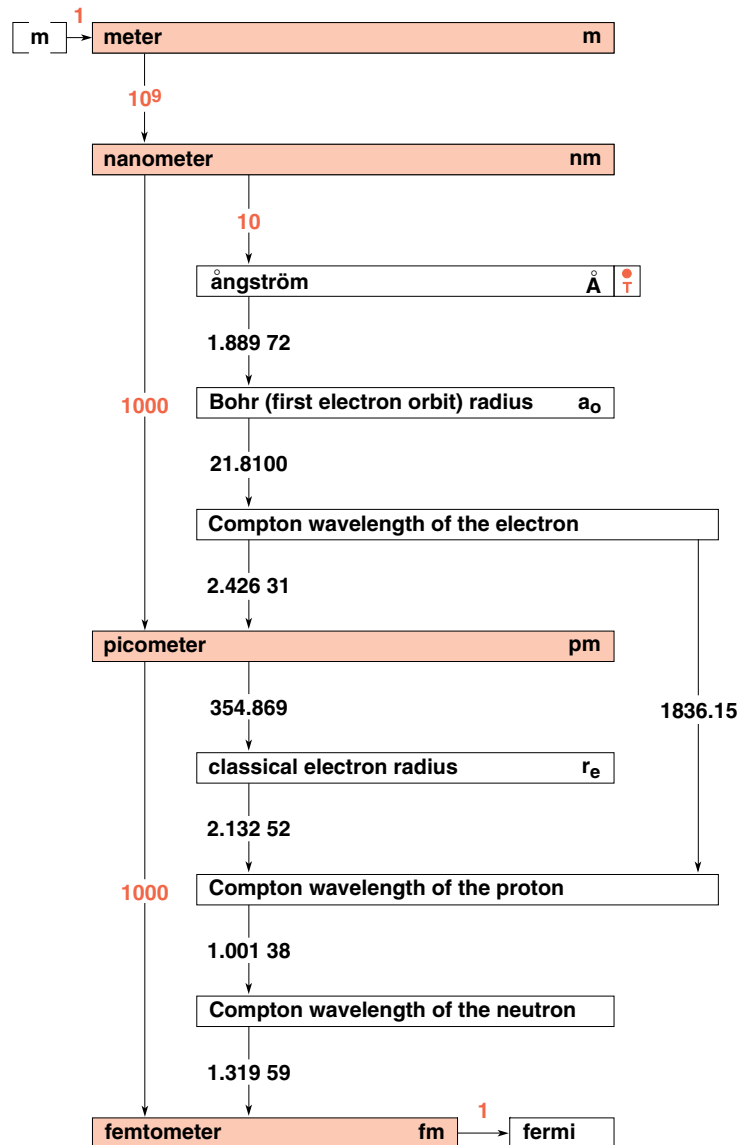 1
m
meter m
10⁹
nanometer nm
10
ångström Å
T
1.889 72
1000
Bohr (first electron orbit) radius aₒ
21.8100
Compton wavelength of the electron
2.426 31
picometer pm
354.869
1836.15
classical electron radius rₑ
2.132 52
1000
Compton wavelength of the proton
1.001 38
Compton wavelength of the neutron
1.319 59
1
femtometer fm
fermi